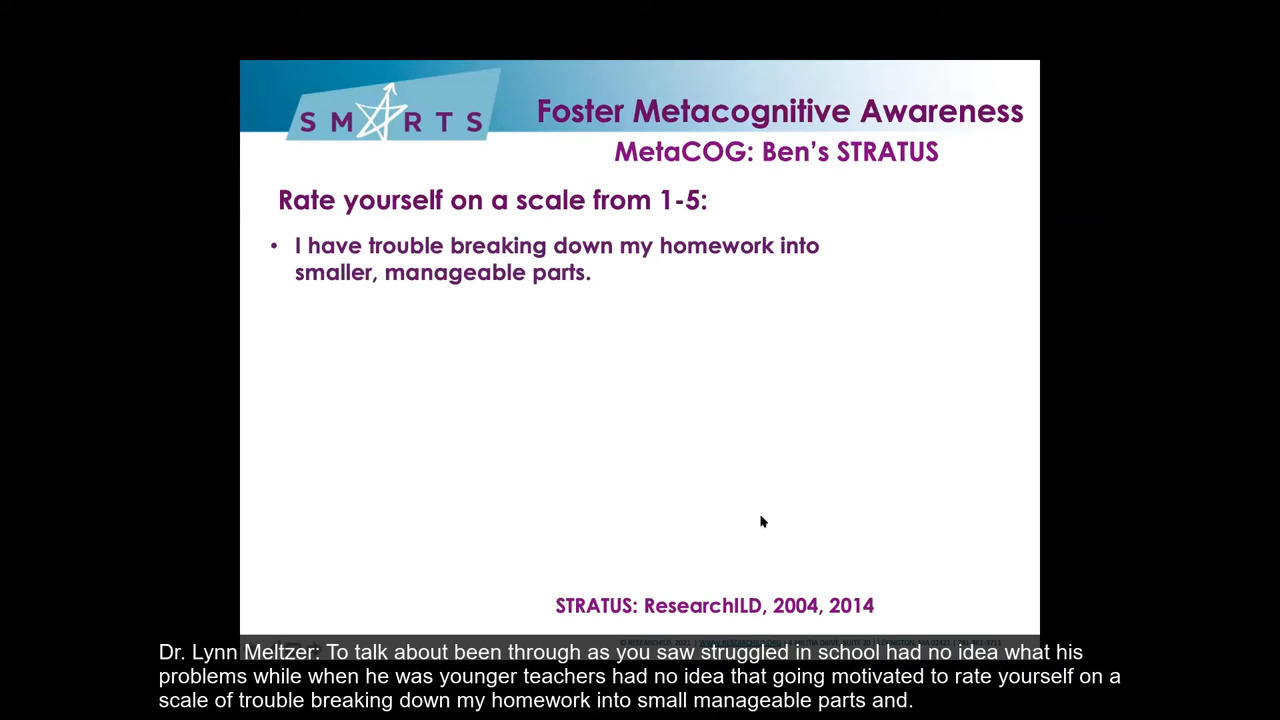 SMARTS
Foster Metacognitive Awareness
MetaCOG: Ben's STRATUS
Rate yourself on a scale from 1-5:
• I have trouble breaking down my homework into
smaller, manageable parts.
STRATUS: ResearchILD, 2004, 2014
Dr. Lynn Meltzer: To talk about been through as you saw struggled in school had no idea what his
problems while when he was younger teachers had no idea that going motivated to rate yourself on a
scale of trouble breaking down my homework into small manageable parts and.